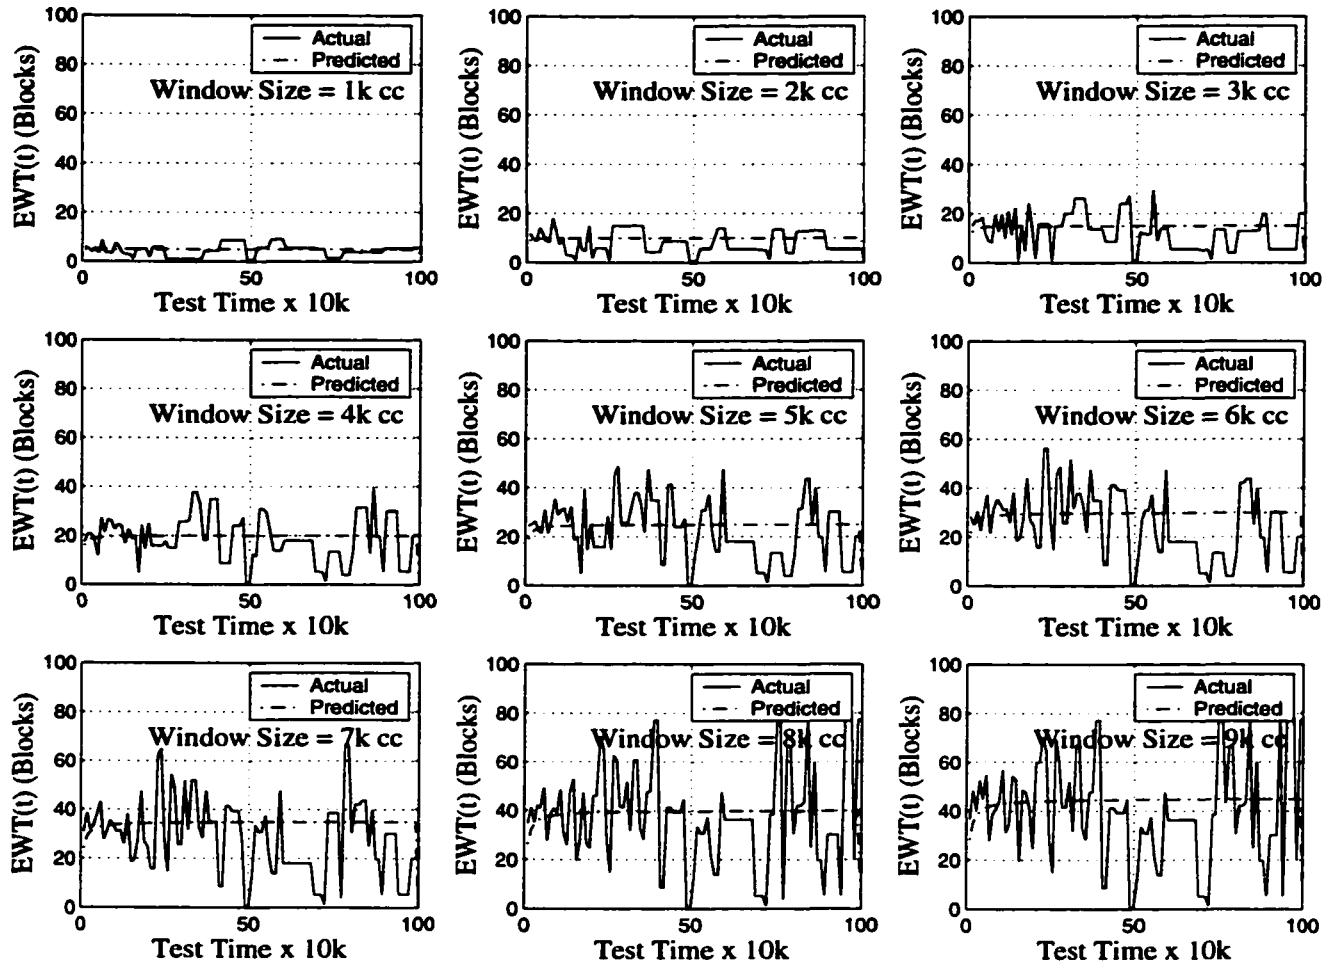 100
80
60
40
20
0
EWT(t) (Blocks)
Actual
Predicted
Window Size = 1k cc
0
50
100
Test Time x 10k
100
80
60
40
20
0
EWT(t) (Blocks)
Actual
Predicted
Window Size = 2k cc
0
50
100
Test Time x 10k
100
80
60
40
20
0
EWT(t) (Blocks)
Actual
Predicted
Window Size = 3k cc
0
50
100
Test Time x 10k
100
80
60
40
20
0
EWT(t) (Blocks)
Actual
Predicted
Window Size = 4k cc
0
50
100
Test Time x 10k
100
80
60
40
20
0
EWT(t) (Blocks)
Actual
Predicted
Window Size = 5k cc
0
50
100
Test Time x 10k
100
80
60
40
20
0
EWT(t) (Blocks)
Actual
Predicted
Window Size = 6k cc
0
50
100
Test Time x 10k
100
80
60
40
20
0
EWT(t) (Blocks)
Actual
Predicted
Window Size = 7k cc
0
50
100
Test Time x 10k
100
80
60
40
20
0
EWT(t) (Blocks)
Actual
Predicted
Window Size = 8k cc
0
50
100
Test Time x 10k
100
80
60
40
20
0
EWT(t) (Blocks)
Actual
Predicted
Window Size = 9k cc
0
50
100
Test Time x 10k